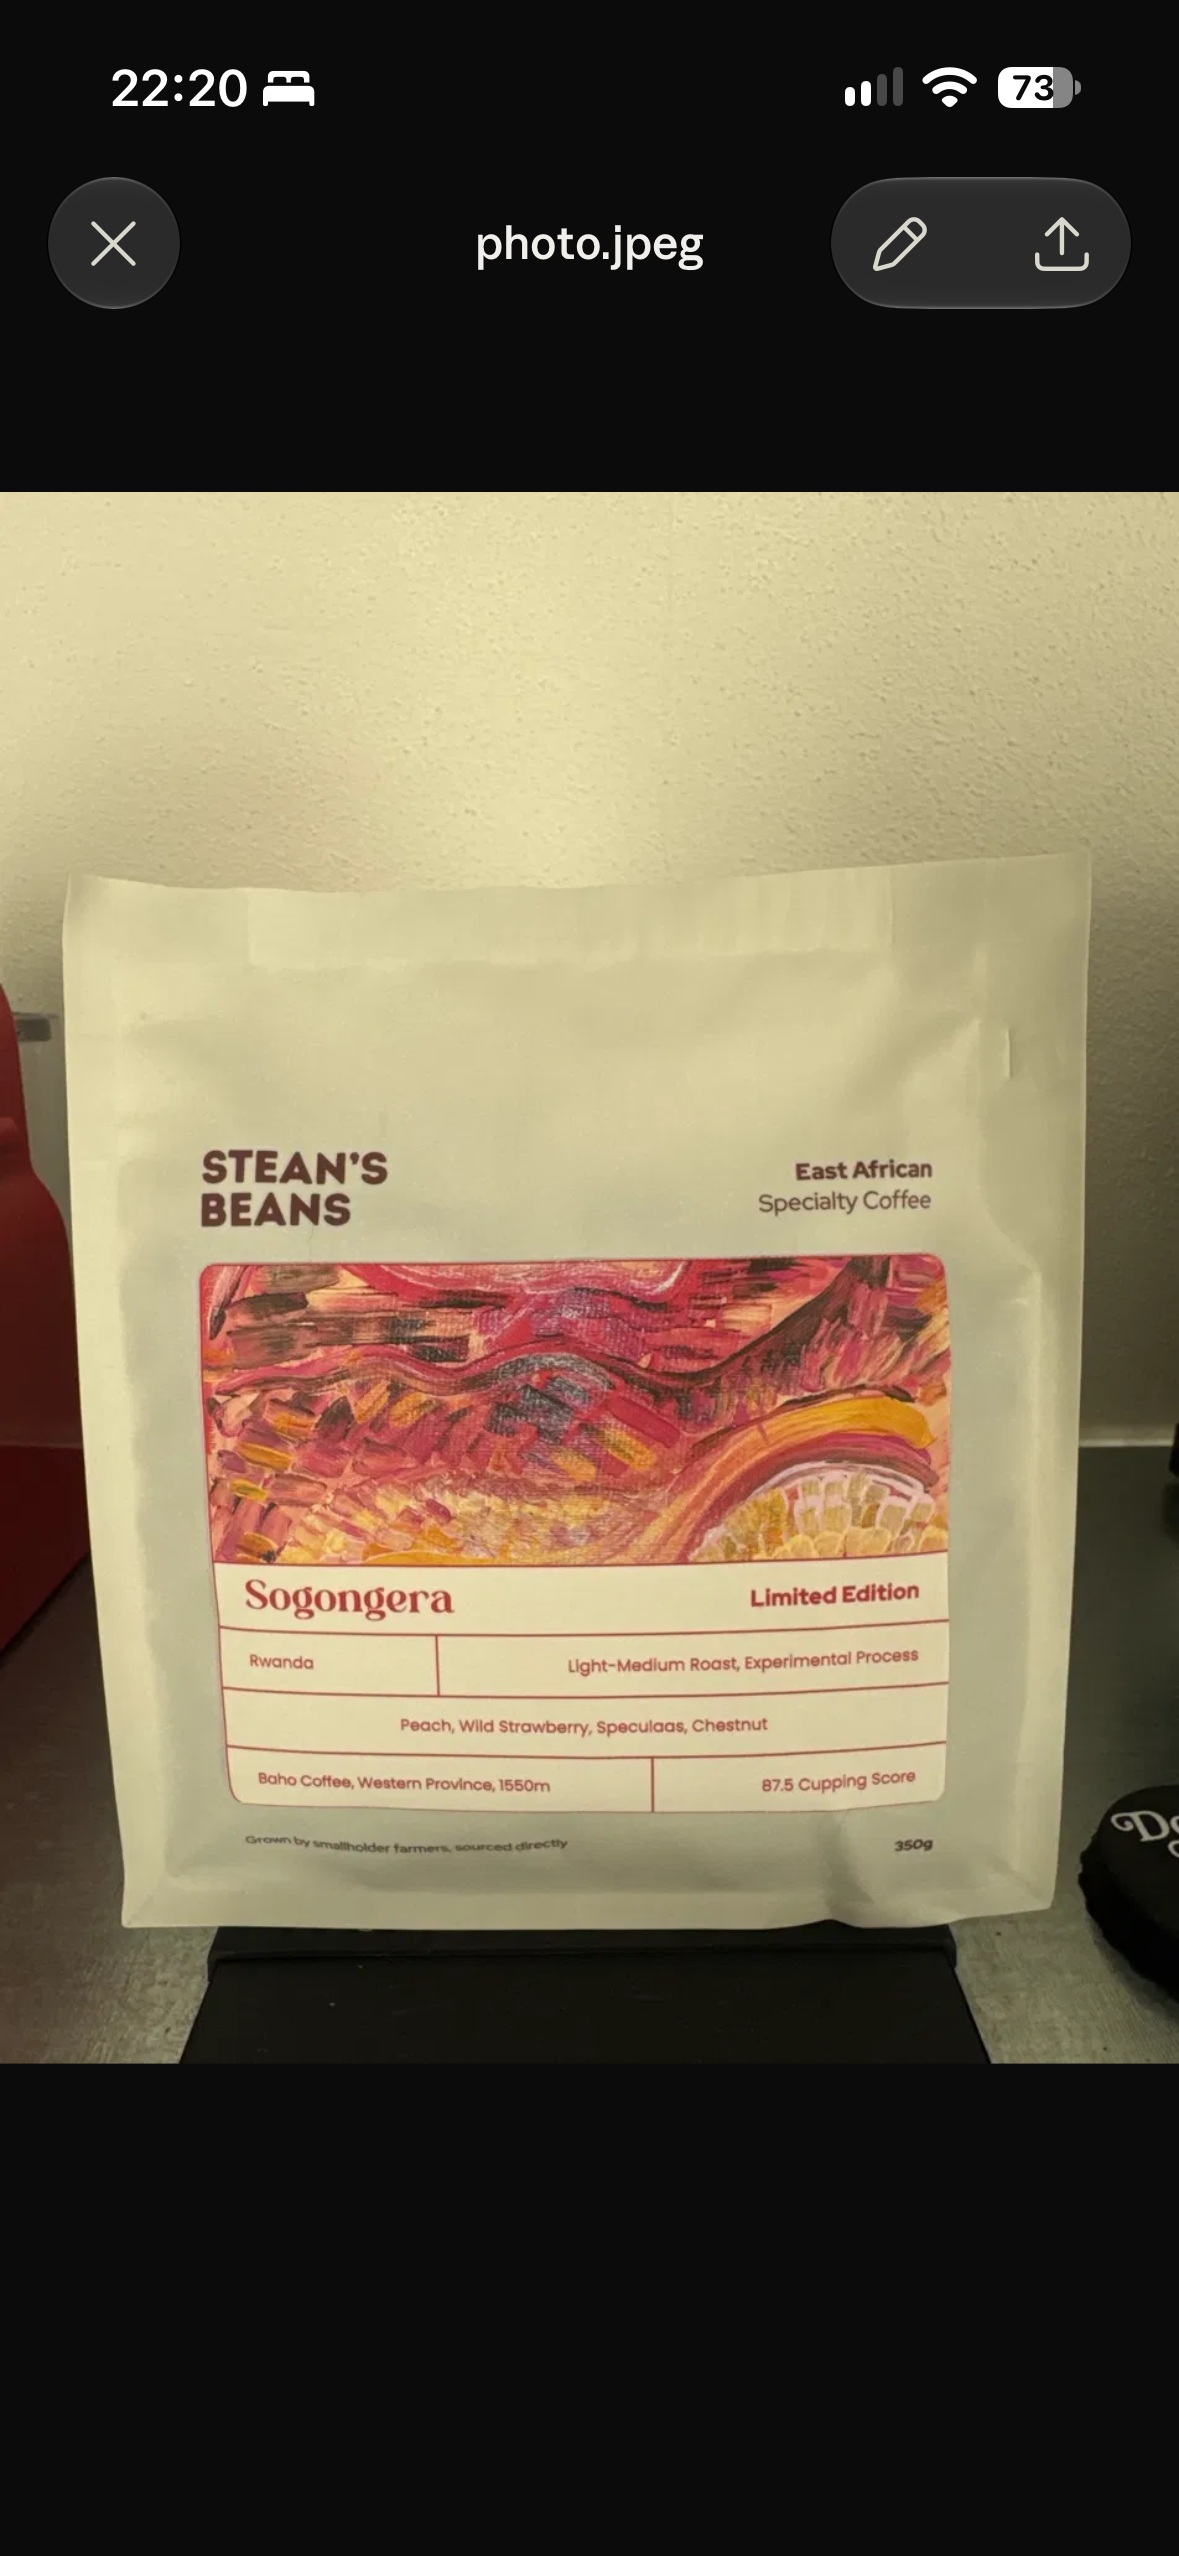 22:20
73
photo.jpeg
STEAN'S
BEANS
East African
Specialty Coffee
Sogongera
Limited Edition
Rwanda
Light-Medium Roast, Experimental Process
Peach, Wild Strawberry, Speculaas, Chestnut
Baho Coffee, Western Province, 1550m
87.5 Cupping Score
Grown by smallholder farmers, sourced directly
350g